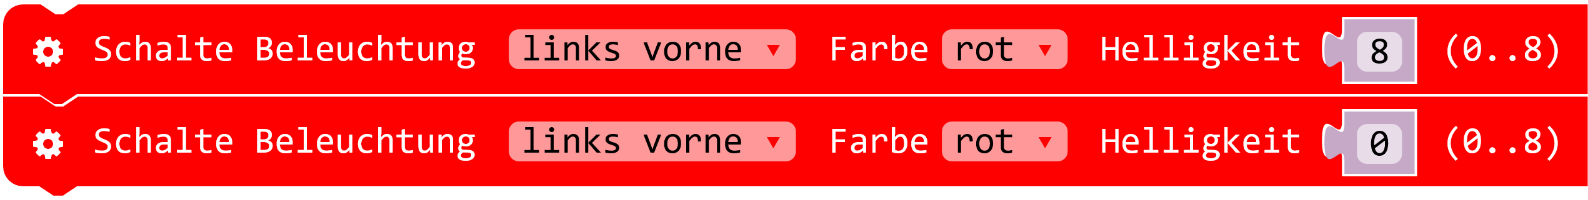 Schalte Beleuchtung links vorne Farbe rot Helligkeit 8 (0..8)
Schalte Beleuchtung links vorne Farbe rot Helligkeit 0 (0..8)